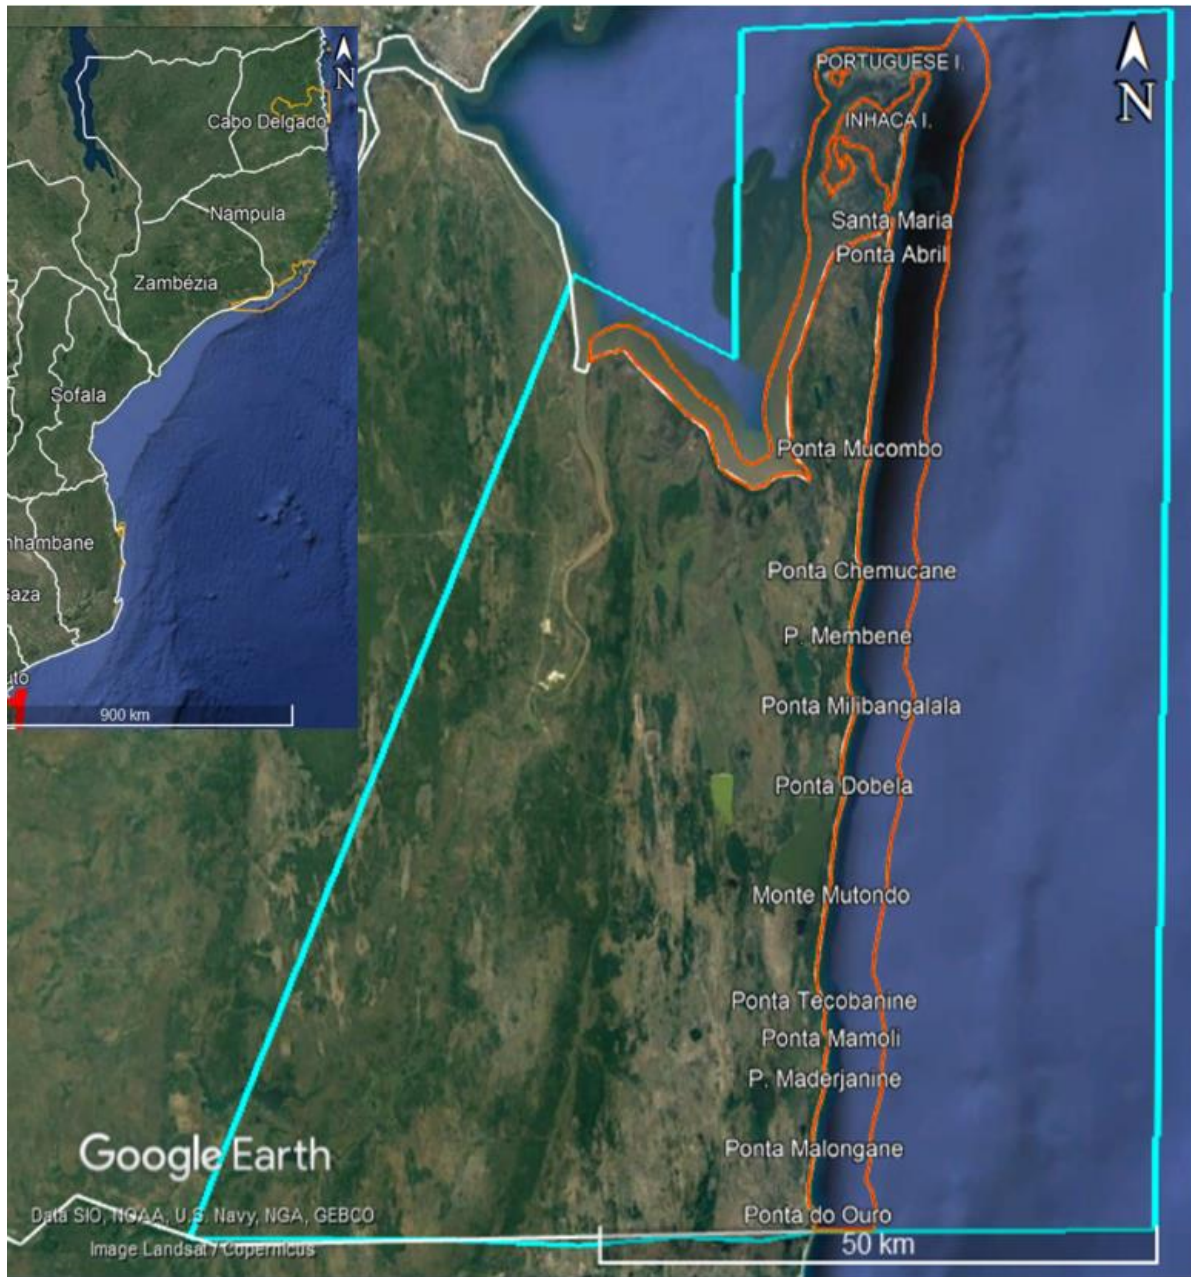 N
Cabo Delgado
Nampula
Zambézia
Sofala
nhambane
aza
uto
900 km
N
PORTUGUESE I.
INHACA I.
Santa Maria
Ponta Abril
Ponta Mucombo
Ponta Chemucane
P. Membene
Ponta Milibangalala
Ponta Dobela
Monte Mutondo
Ponta Tecobanine
Ponta Mamoli
P. Maderjanine
Ponta Malongane
Ponta do Ouro
50 km
Google Earth
Data SIO, NOAA, U.S. Navy, NGA, GEBCO
Image Landsat / Copernicus